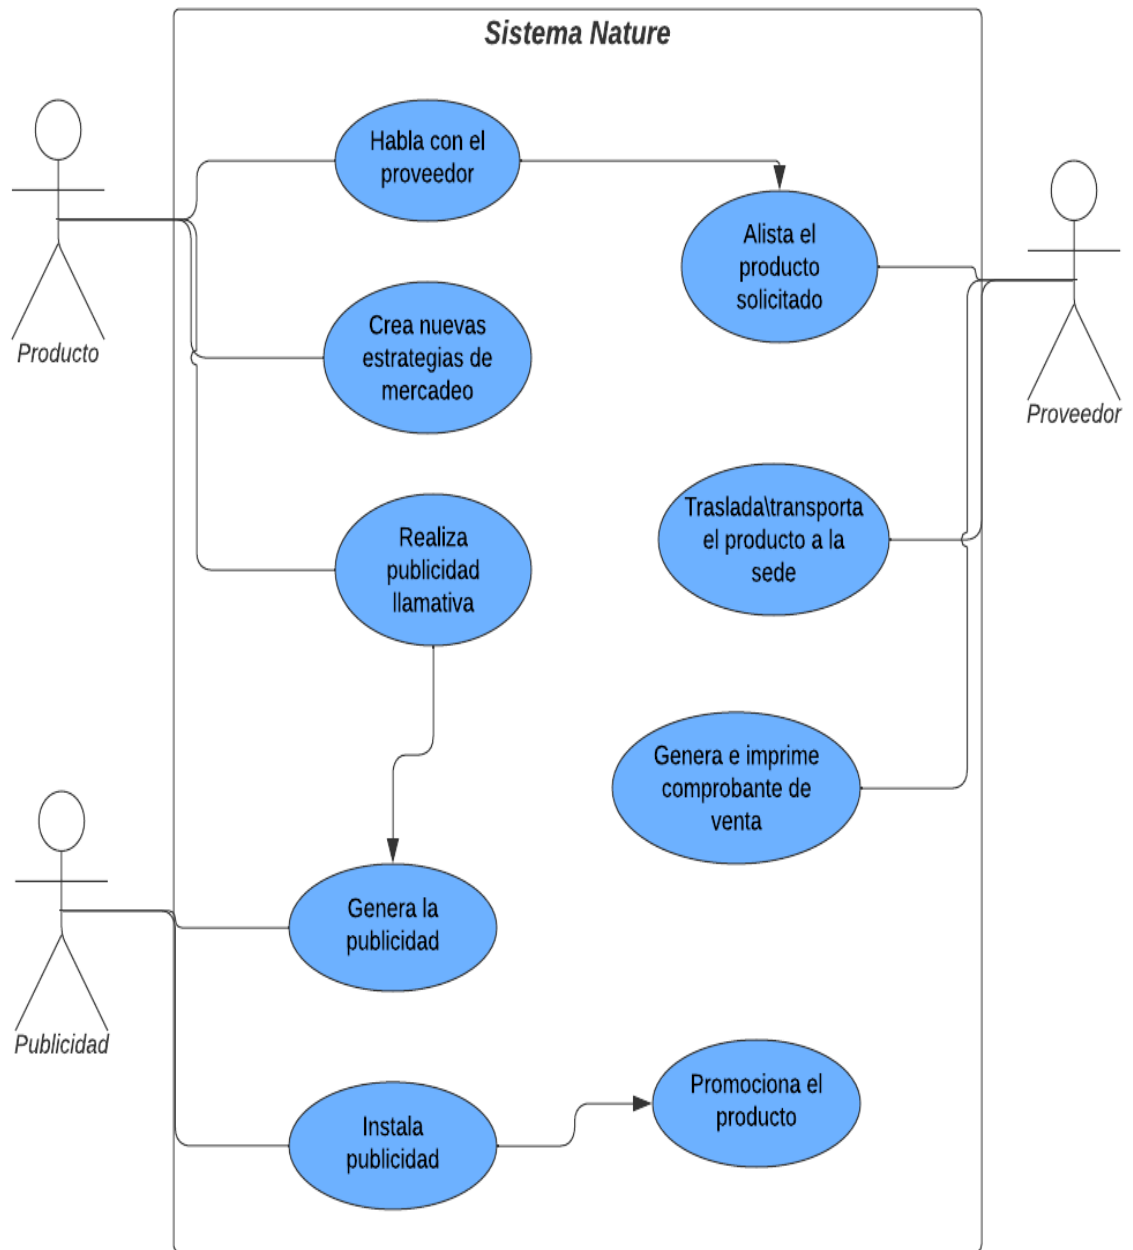 Sistema Nature
Habla con el
proveedor
Alista el
producto
solicitado
Producto
Crea nuevas
estrategias de
mercadeo
Proveedor
Realiza
publicidad
llamativa
Traslada\transporta
el producto a la
sede
Genera e imprime
comprobante de
venta
Genera la
publicidad
Publicidad
Instala
publicidad
Promociona el
producto